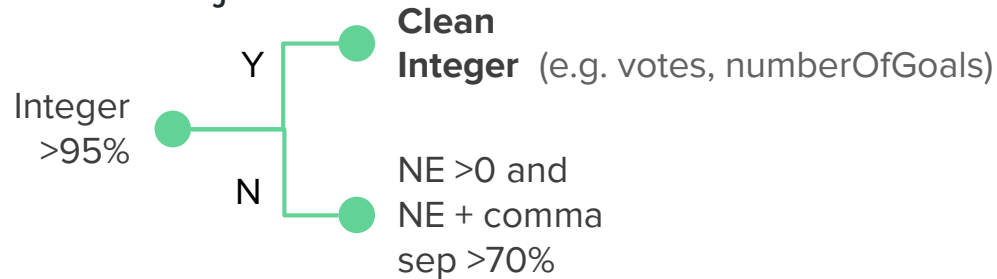 Clean
Y
Integer (e.g. votes, numberOfGoals)
Integer
>95%
NE >0 and
N
NE + comma
sep >70%